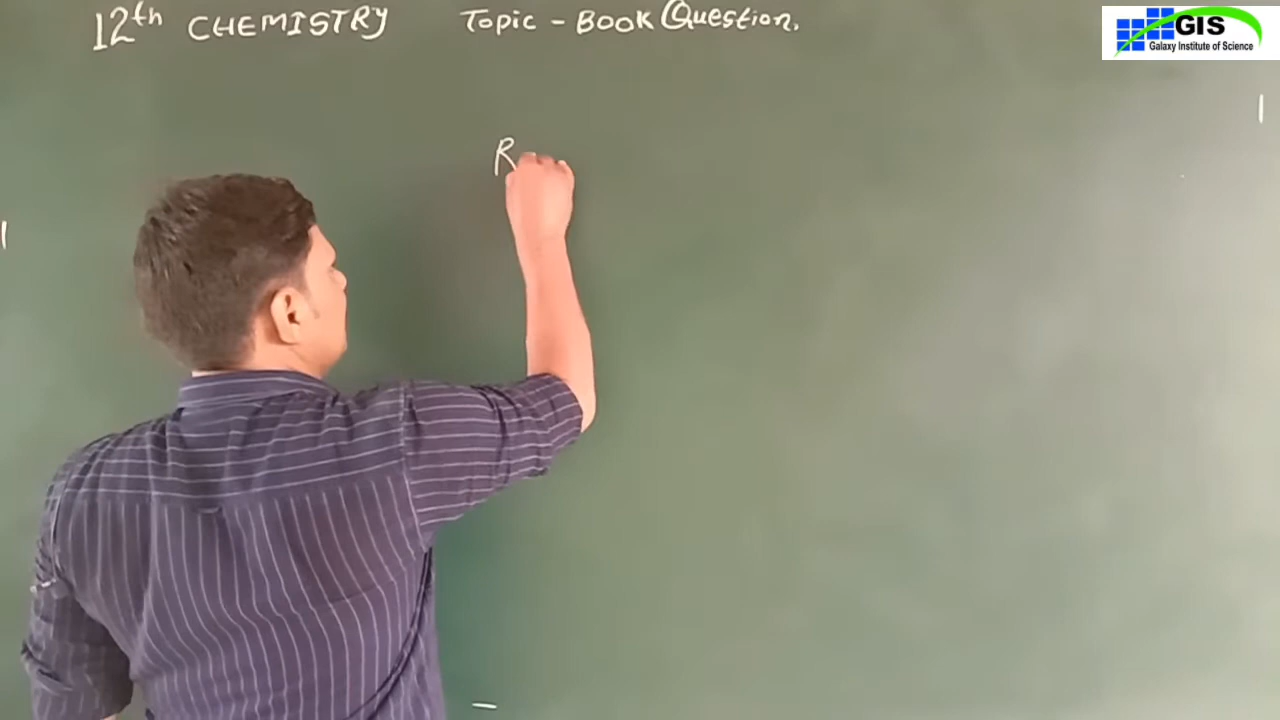 12th CHEMISTRY Topic - BOOK Question.
GIS
Galaxy Institute of Science
R